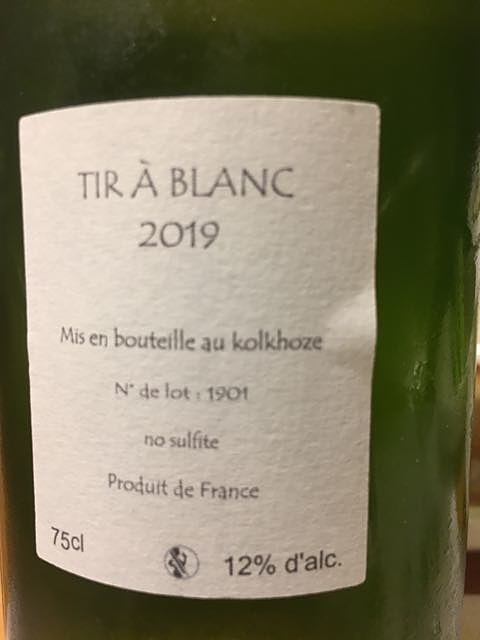 TIR À BLANC
2019
Mis en bouteille au kolkhoze
N° de lot : 1901
no sulfite
Produit de France
75cl
12% d'alc.